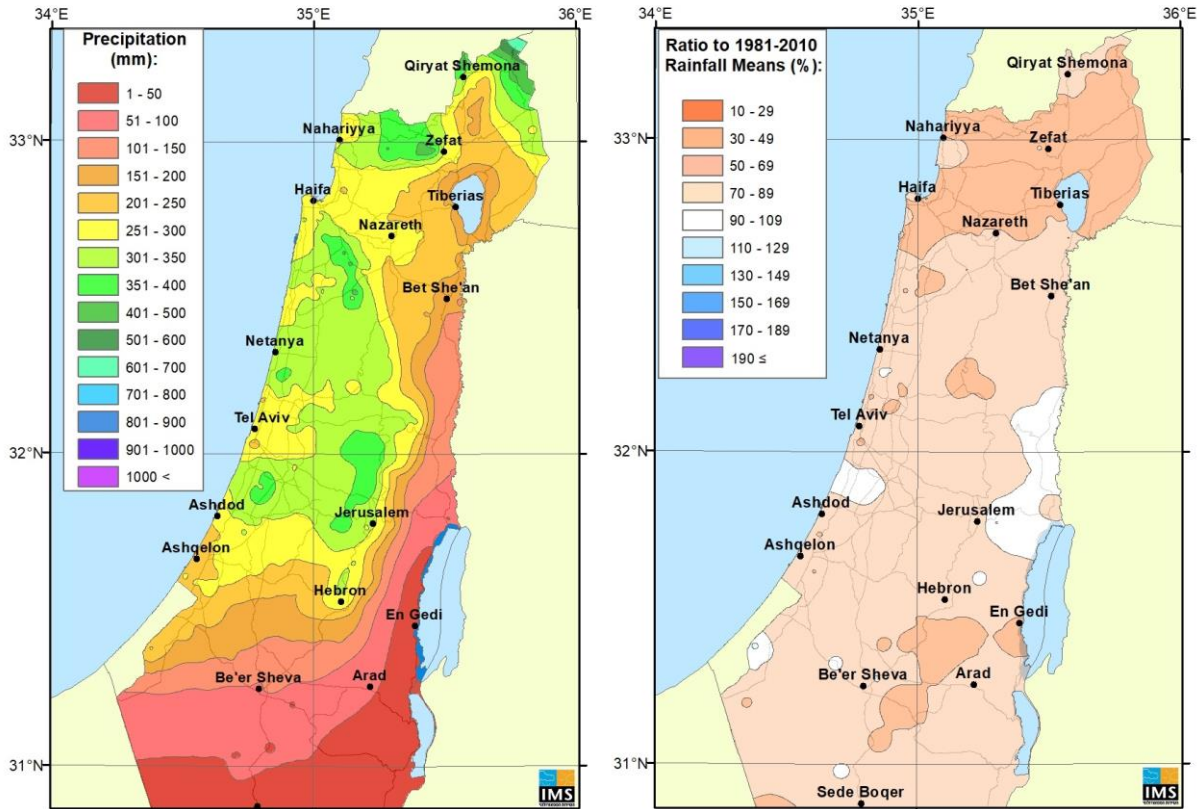 34°E
35°E
36°E
Precipitation
(mm):
1 - 50
51 - 100
101 - 150
151 - 200
201 - 250
251 - 300
301 - 350
351 - 400
401 - 500
501 - 600
601 - 700
701 - 800
801 - 900
901 - 1000
1000 <
33°N
32°N
31°N
Qiryat Shemona
Nahariyya
Zefat
Haifa
Tiberias
Nazareth
Bet She'an
Netanya
Tel Aviv
Ashdod
Jerusalem
Ashqelon
Hebron
En Gedi
Be'er Sheva
Arad
IMS
34°E
35°E
36°E
Ratio to 1981-2010
Rainfall Means (%):
10 - 29
30 - 49
50 - 69
70 - 89
90 - 109
110 - 129
130 - 149
150 - 169
170 - 189
190 ≤
33°N
32°N
31°N
Qiryat Shemona
Nahariyya
Zefat
Haifa
Tiberias
Nazareth
Bet She'an
Netanya
Tel Aviv
Ashdod
Jerusalem
Ashqelon
Hebron
En Gedi
Be'er Sheva
Arad
Sede Boqer
IMS